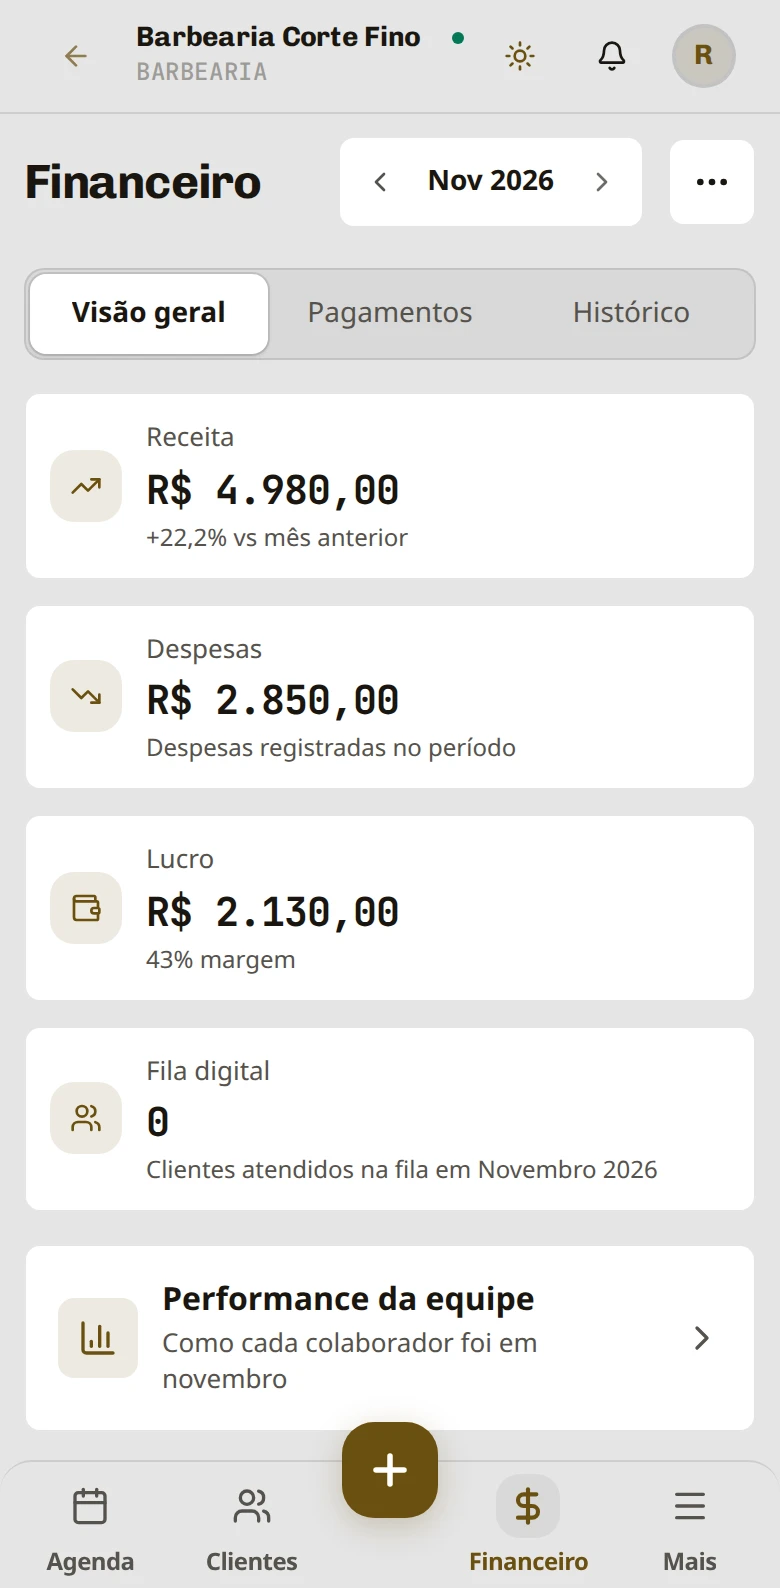 Barbearia Corte Fino
BARBEARIA
R
Financeiro
Nov 2026
Visão geral
Pagamentos
Histórico
Receita
R$ 4.980,00
+22,2% vs mês anterior
Despesas
R$ 2.850,00
Despesas registradas no período
Lucro
R$ 2.130,00
43% margem
Fila digital
0
Clientes atendidos na fila em Novembro 2026
Performance da equipe
Como cada colaborador foi em
novembro
Agenda
Clientes
Financeiro
Mais